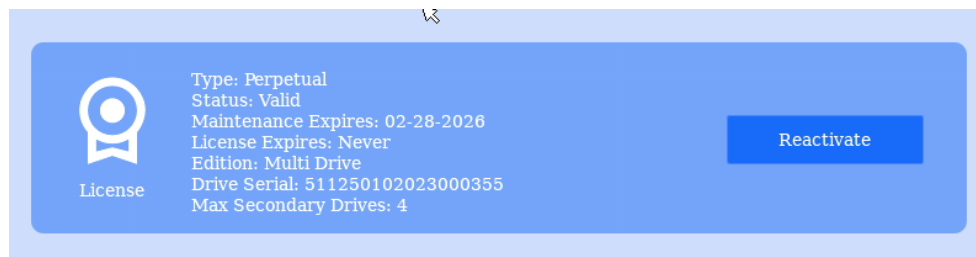 Type: Perpetual
Status: Valid
Maintenance Expires: 02-28-2026
License Expires: Never
Edition: Multi Drive
Drive Serial: 511250102023000355
Max Secondary Drives: 4
License
Reactivate